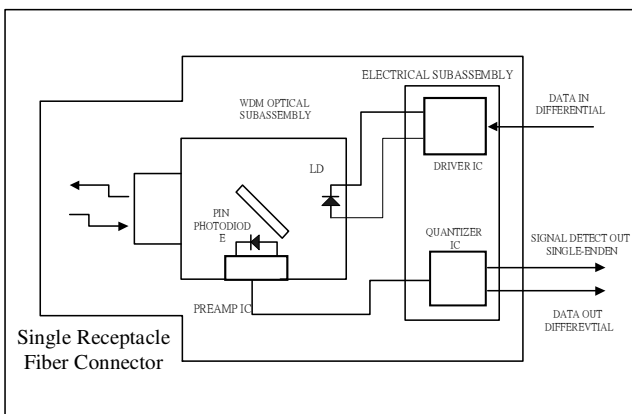 ELECTRICAL SUBASSEMBLY
WDM OPTICAL
SUBASSEMBLY
DATA IN
DIFFERENTIAL
LD
DRIVER IC
PIN
PHOTODIOD
E
QUANTIZER
IC
SIGNAL DETECT OUT
SINGLE-ENDEN
PREAMP IC
DATA OUT
DIFFEREVTIAL
Single Receptacle
Fiber Connector